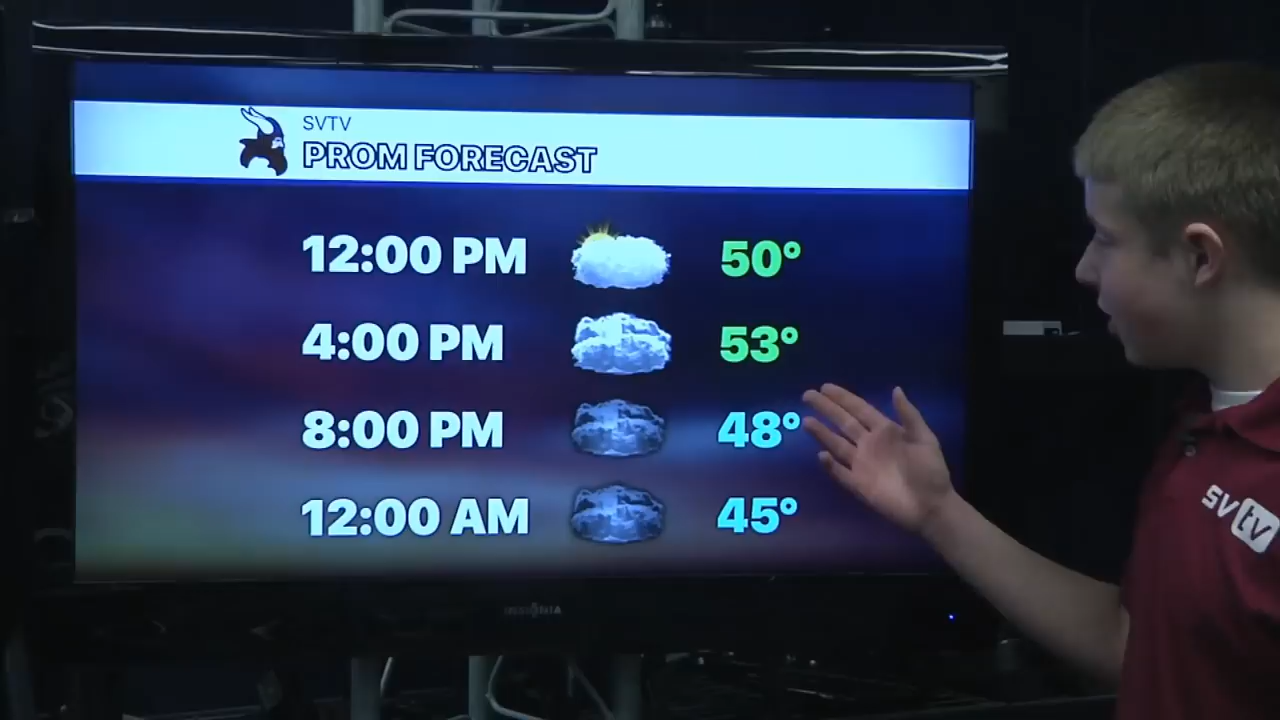 SVTV
PROM FORECAST
12:00 PM 50°
4:00 PM 53°
8:00 PM 48°
12:00 AM 45°
INSIGNIA
SVtv